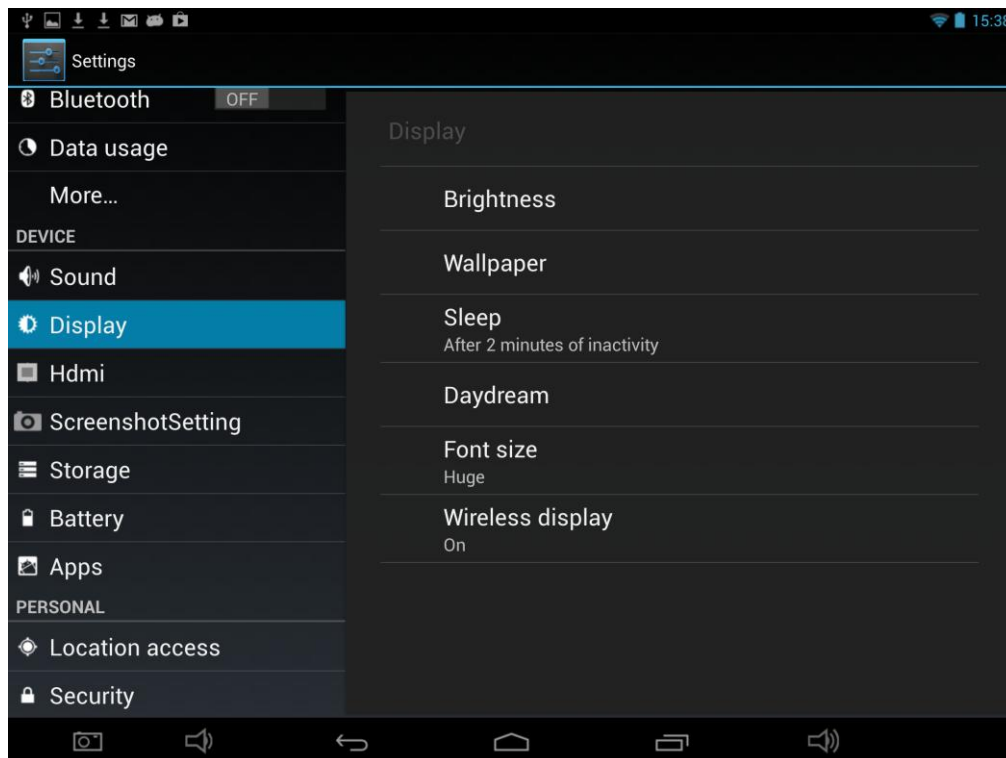 15:38
Settings
Bluetooth OFF
Data usage
More...
DEVICE
Sound
Display
Hdmi
ScreenshotSetting
Storage
Battery
Apps
PERSONAL
Location access
Security
Display
Brightness
Wallpaper
Sleep
After 2 minutes of inactivity
Daydream
Font size
Huge
Wireless display
On